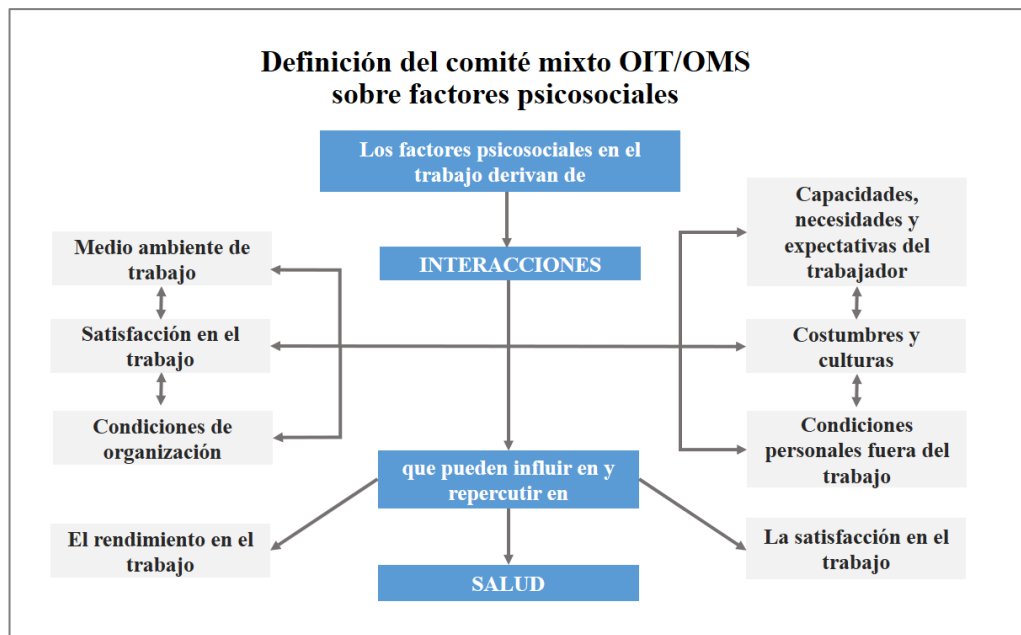 Definición del comité mixto OIT/OMS
sobre factores psicosociales
Los factores psicosociales en el
trabajo derivan de
INTERACCIONES
Medio ambiente de
trabajo
Satisfacción en el
trabajo
Condiciones de
organización
Capacidades,
necesidades y
expectativas del
trabajador
Costumbres y
culturas
Condiciones
personales fuera del
trabajo
que pueden influir en y
repercutir en
El rendimiento en el
trabajo
SALUD
La satisfacción en el
trabajo